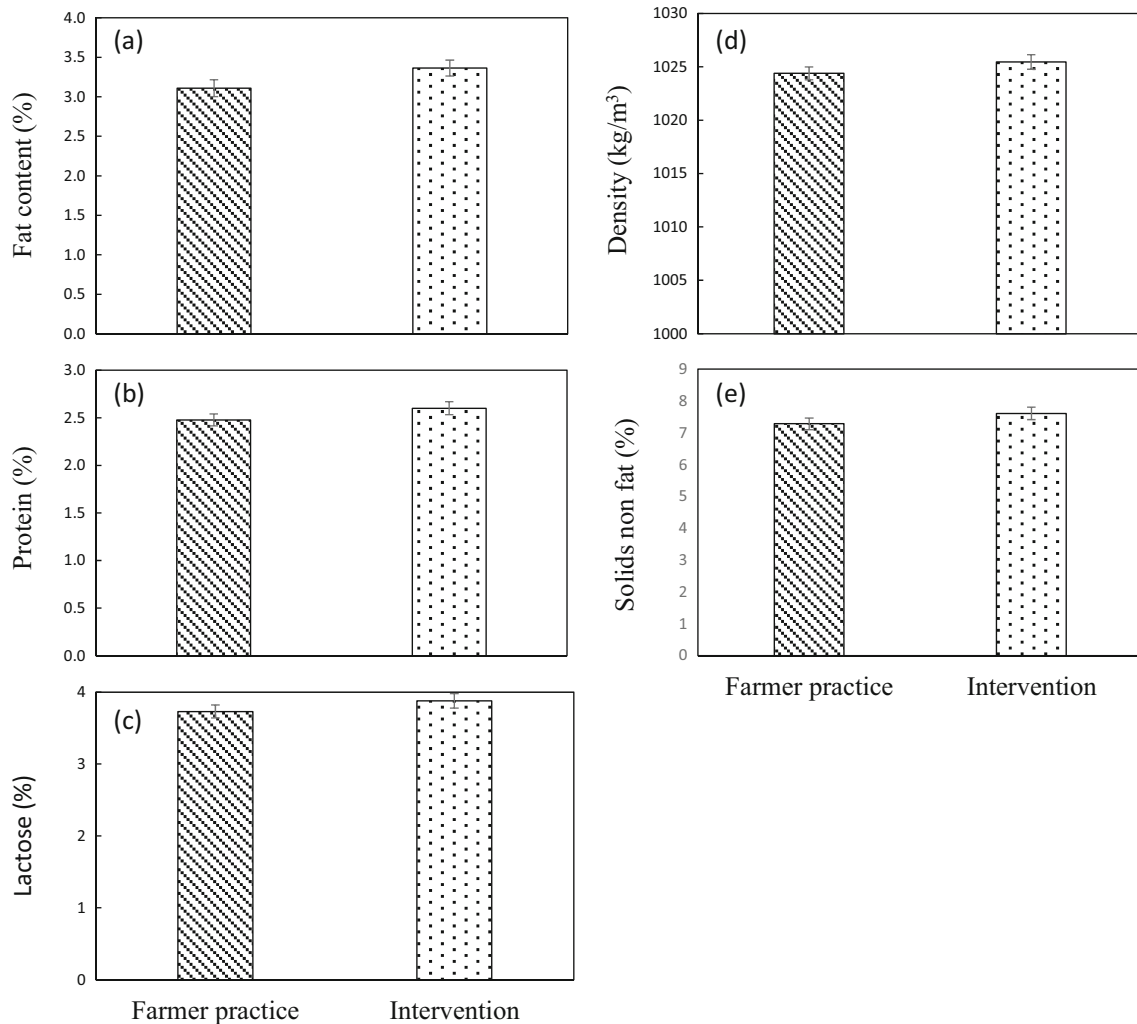 (a)
Fat content (%)
4.0
3.5
3.0
2.5
2.0
1.5
1.0
0.5
0.0
(b)
Protein (%)
3.0
2.5
2.0
1.5
1.0
0.5
0.0
(c)
Lactose (%)
4
3
2
1
0
Farmer practice
Intervention
(d)
Density (kg/m³)
1030
1025
1020
1015
1010
1005
1000
(e)
Solids non fat (%)
9
8
7
6
5
4
3
2
1
0
Farmer practice
Intervention